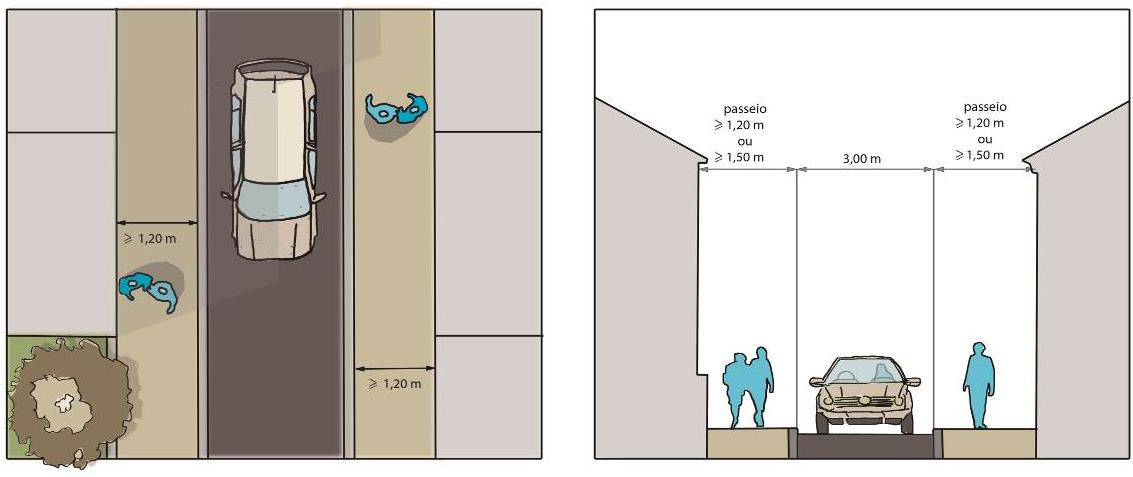 ⩾ 1,20 m
⩾ 1,20 m
passeio
⩾ 1,20 m
ou
⩾ 1,50 m
3,00 m
passeio
⩾ 1,20 m
ou
⩾ 1,50 m